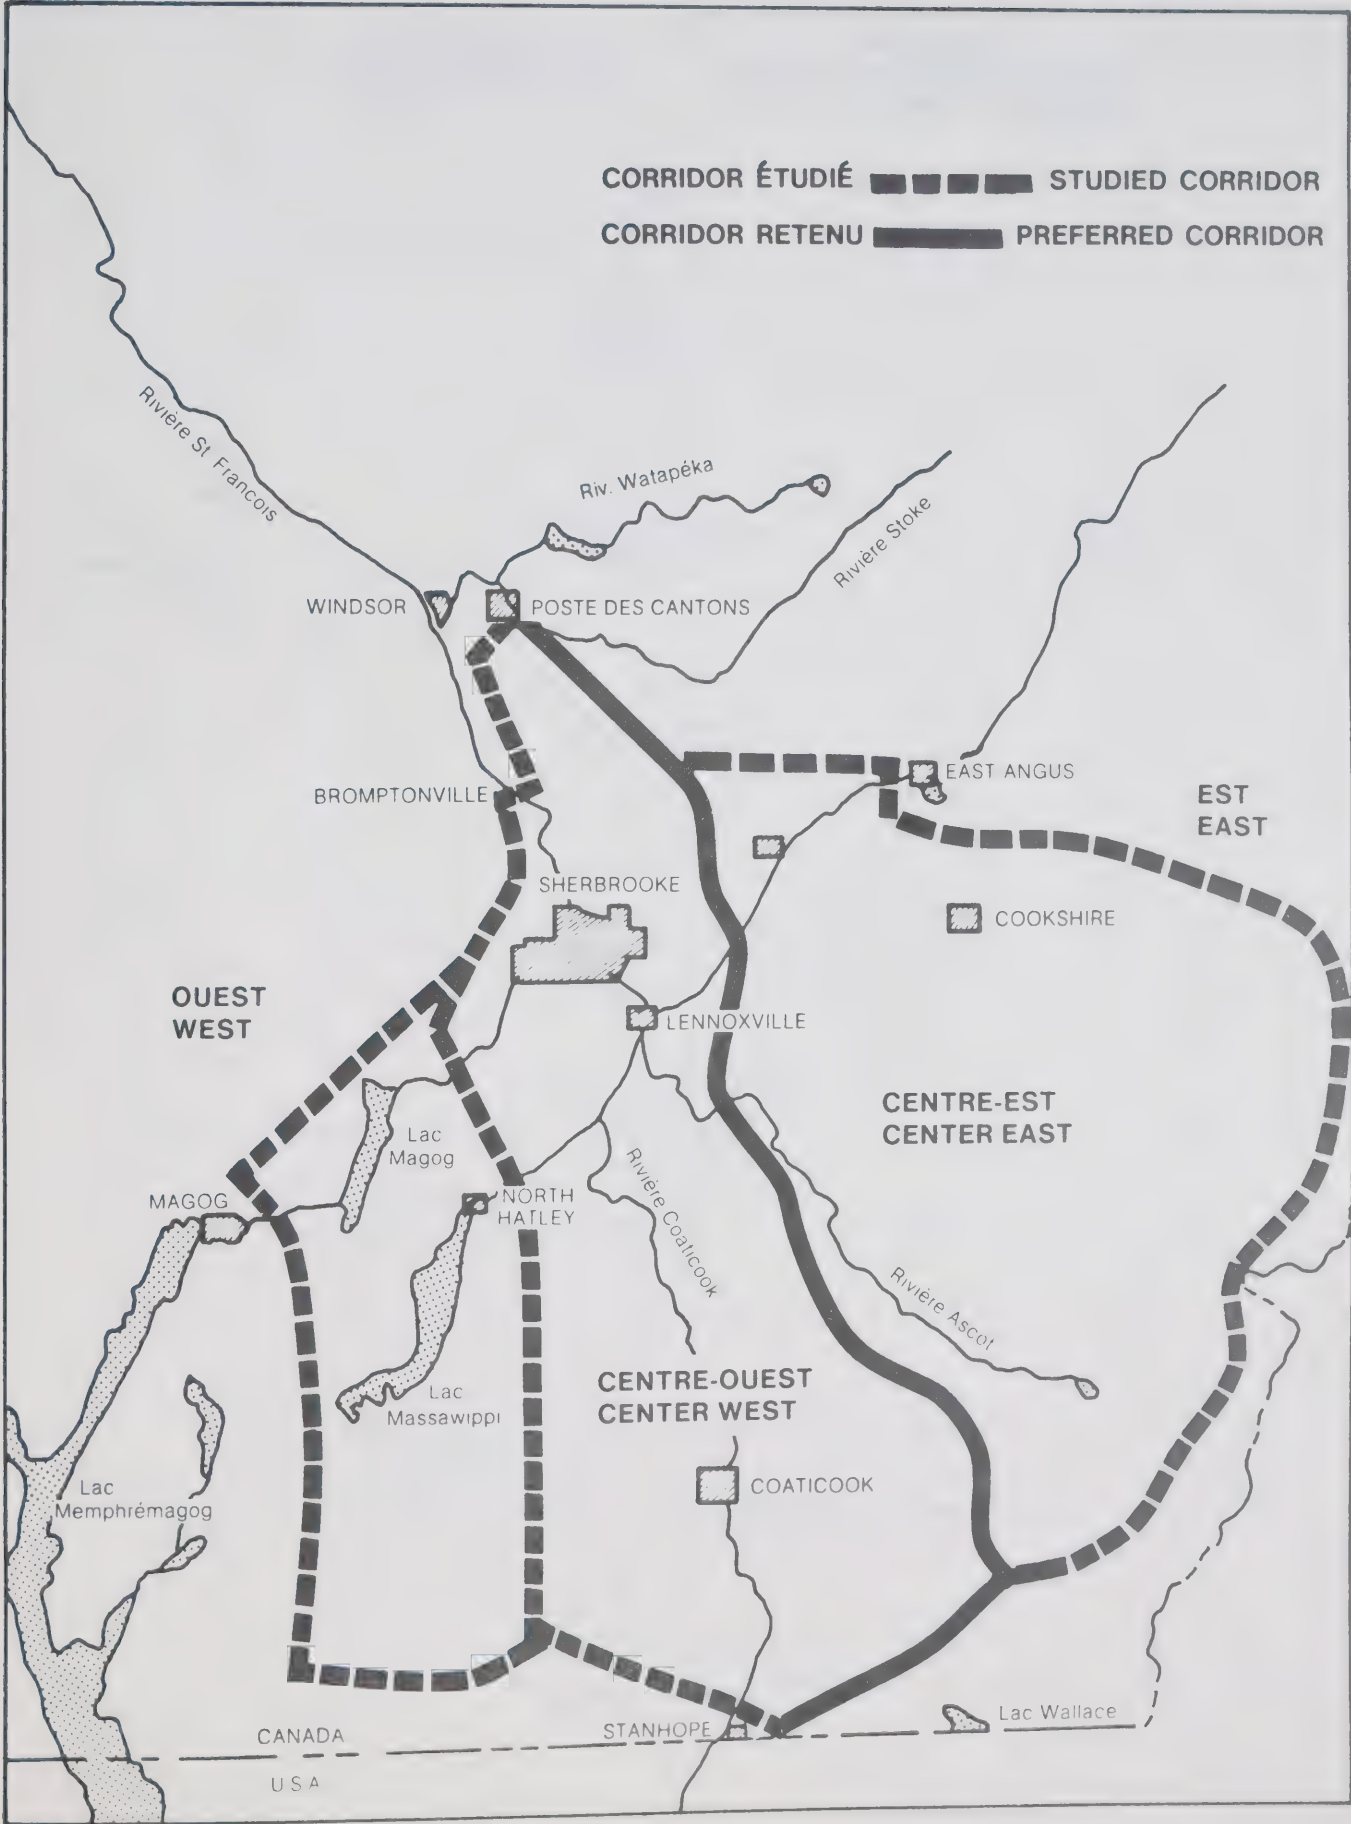 CORRIDOR ÉTUDIÉ STUDIED CORRIDOR
CORRIDOR RETENU PREFERRED CORRIDOR
Rivière St Francois
Riv. Watapéka
Rivière Stoke
WINDSOR
POSTE DES CANTONS
EAST ANGUS
BROMPTONVILLE
EST
EAST
SHERBROOKE
COOKSHIRE
OUEST
WEST
LENNOXVILLE
CENTRE-EST
CENTER EAST
Lac
Magog
MAGOG
NORTH
HATLEY
Rivière Coaticook
Rivière Ascot
CENTRE-OUEST
CENTER WEST
Lac
Massawippi
Lac
Memphrémagog
COATICOOK
Lac Wallace
STANHOPE
CANADA
USA